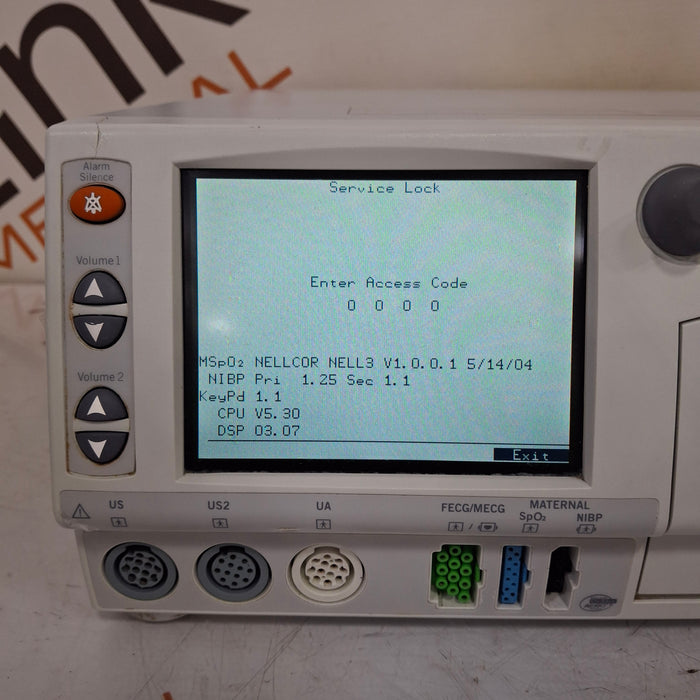 ink
MEDICAL
Alarm
Silence
Volume 1
Volume 2
Service Lock
Enter Access Code
0 0 0 0
MSpO₂ NELLCOR NELL3 V1.0.0.1 5/14/04
NIBP Pri 1.25 Sec 1.1
KeyPd 1.1
CPU V5.30
DSP 03.07
Exit
US
US2
UA
FECG/MECG
MATERNAL
SpO₂
NIBP
/